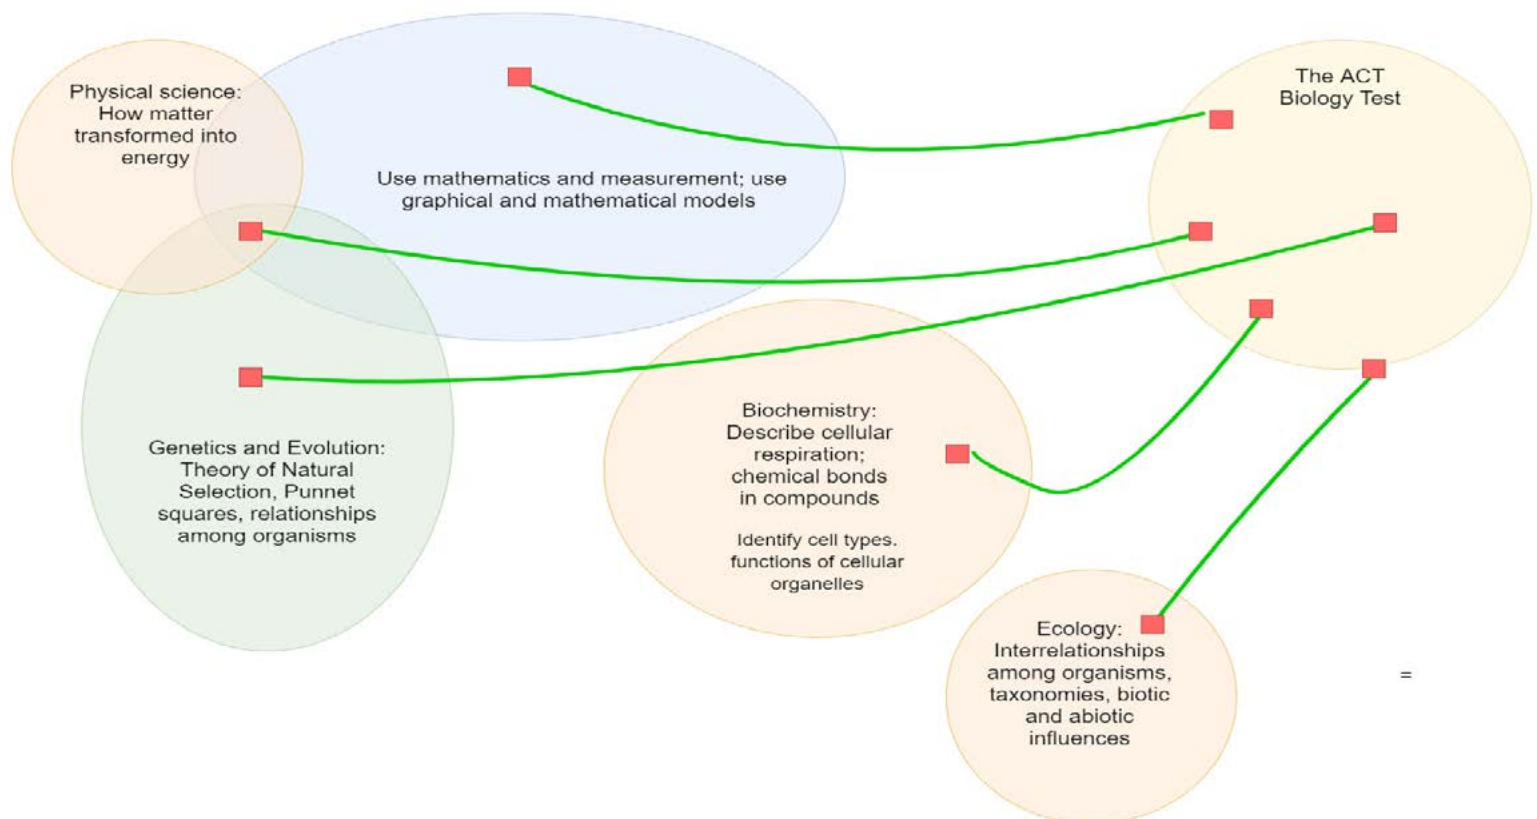 Physical science:
How matter
transformed into
energy
Use mathematics and measurement; use
graphical and mathematical models
The ACT
Biology Test
Genetics and Evolution:
Theory of Natural
Selection, Punnet
squares, relationships
among organisms
Biochemistry:
Describe cellular
respiration;
chemical bonds
in compounds
Identify cell types.
functions of cellular
organelles
Ecology:
Interrelationships
among organisms,
taxonomies, biotic
and abiotic
influences
=